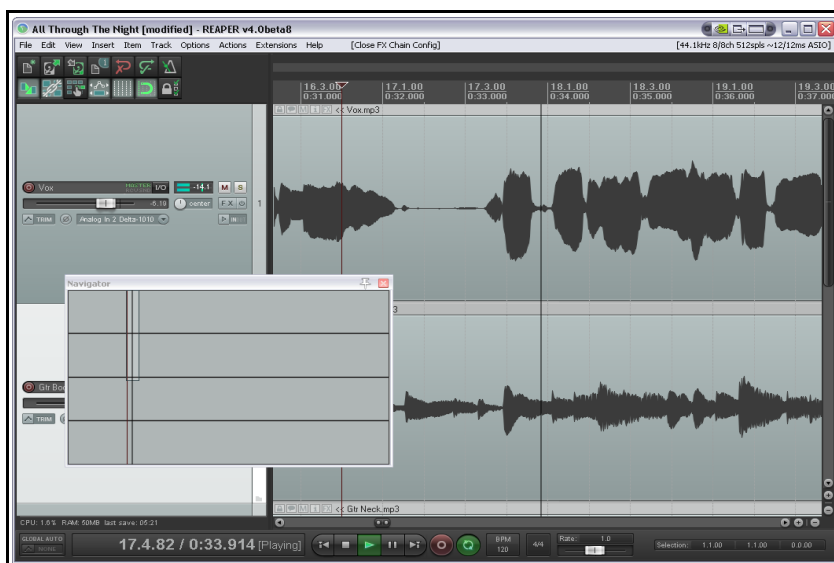 All Through The Night [modified] - REAPER v4.0beta8
File Edit View Insert Item Track Options Actions Extensions Help [Close FX Chain Config] [44.1kHz 8/8ch 512spls ~12/12ms ASIO]
16.3.00 17.1.00 17.3.00 18.1.00 18.3.00 19.1.00 19.3.00
0:31.000 0:32.000 0:33.000 0:34.000 0:35.000 0:36.000 0:37.000
<< Vox.mp3
Vox I/O -14.1 M S
-6.19 center FX 1
TRIM Analog In 2 Delta-1010 IN
Navigator
3
Gtr Bo
TRIM
<< Gtr Neck.mp3
CPU: 1.0% RAM: 50MB last save: 05:21
GLOBAL AUTO
NONE
17.4.82 / 0:33.914 [Playing]
BPM
120
4/4
Rate: 1.0
Selection: 1.1.00 1.1.00 0.0.00